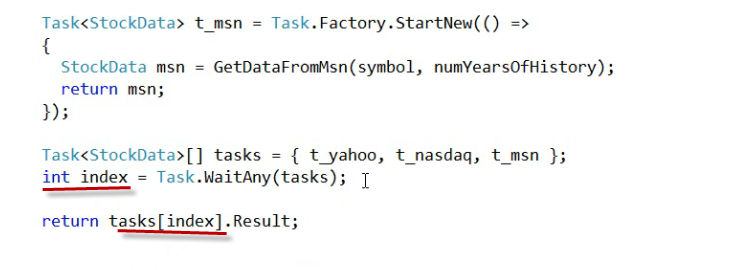 Task<StockData> t_msn = Task.Factory.StartNew(() =>
{
  StockData msn = GetDataFromMsn(symbol, numYearsOfHistory);
  return msn;
});
Task<StockData>[] tasks = { t_yahoo, t_nasdaq, t_msn };
int index = Task.WaitAny(tasks);
return tasks[index].Result;